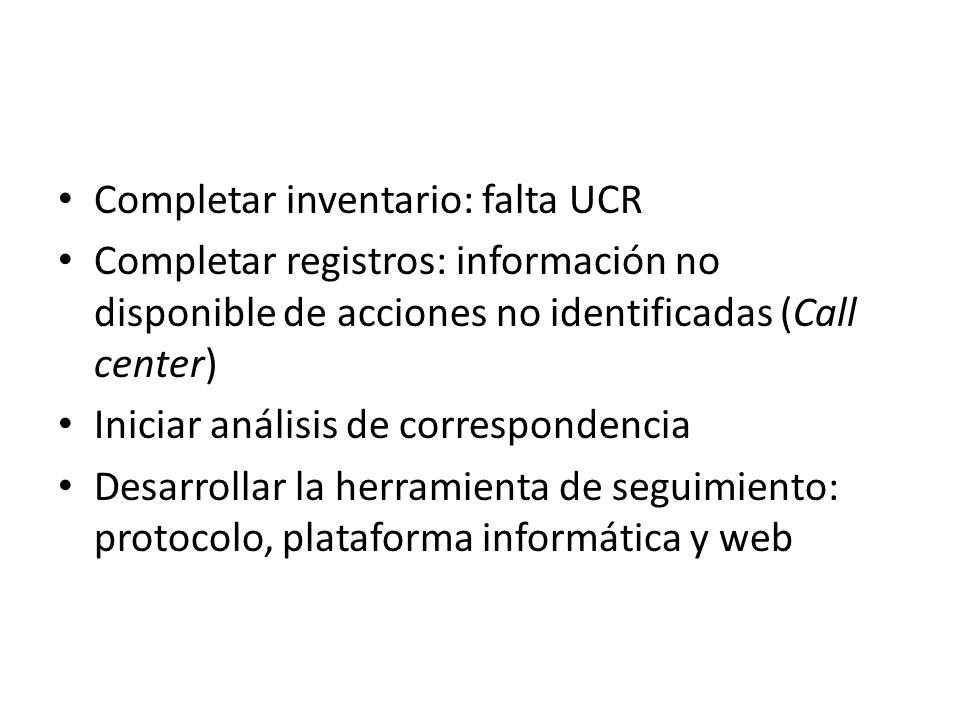 • Completar inventario: falta UCR
• Completar registros: información no
disponible de acciones no identificadas (Call
center)
• Iniciar análisis de correspondencia
• Desarrollar la herramienta de seguimiento:
protocolo, plataforma informática y web